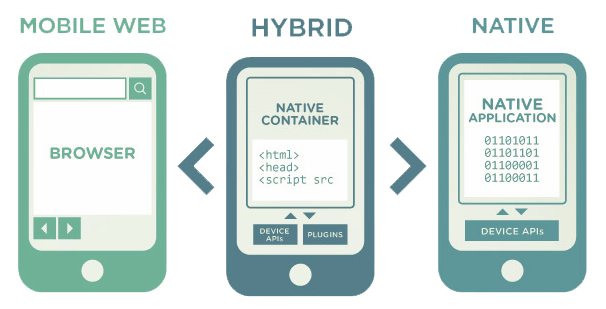 MOBILE WEB
BROWSER
HYBRID
NATIVE
CONTAINER
<html>
<head>
<script src
DEVICE
APIs
PLUGINS
NATIVE
NATIVE
APPLICATION
01101011
01101101
01100001
01100011
DEVICE APIs